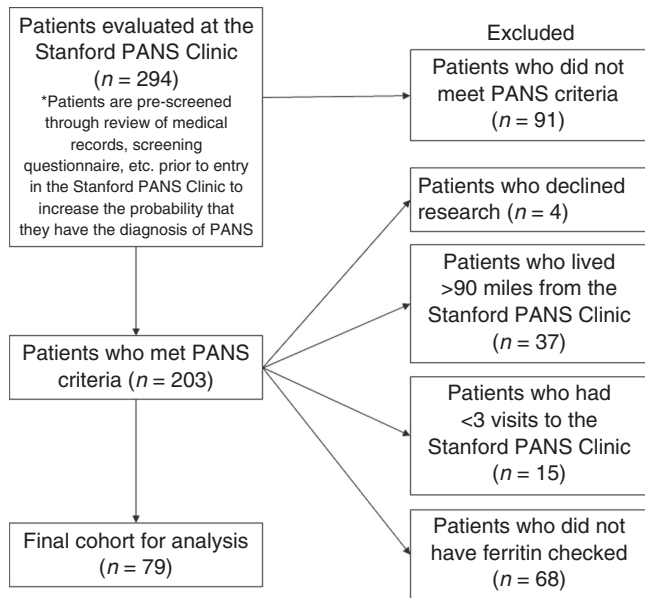 Patients evaluated at the
Stanford PANS Clinic
(n = 294)
*Patients are pre-screened
through review of medical
records, screening
questionnaire, etc. prior to entry
in the Stanford PANS Clinic to
increase the probability that
they have the diagnosis of PANS
Excluded
Patients who did not
meet PANS criteria
(n = 91)
Patients who declined
research (n = 4)
Patients who lived
>90 miles from the
Stanford PANS Clinic
(n = 37)
Patients who met PANS
criteria (n = 203)
Patients who had
<3 visits to the
Stanford PANS Clinic
(n = 15)
Final cohort for analysis
(n = 79)
Patients who did not
have ferritin checked
(n = 68)